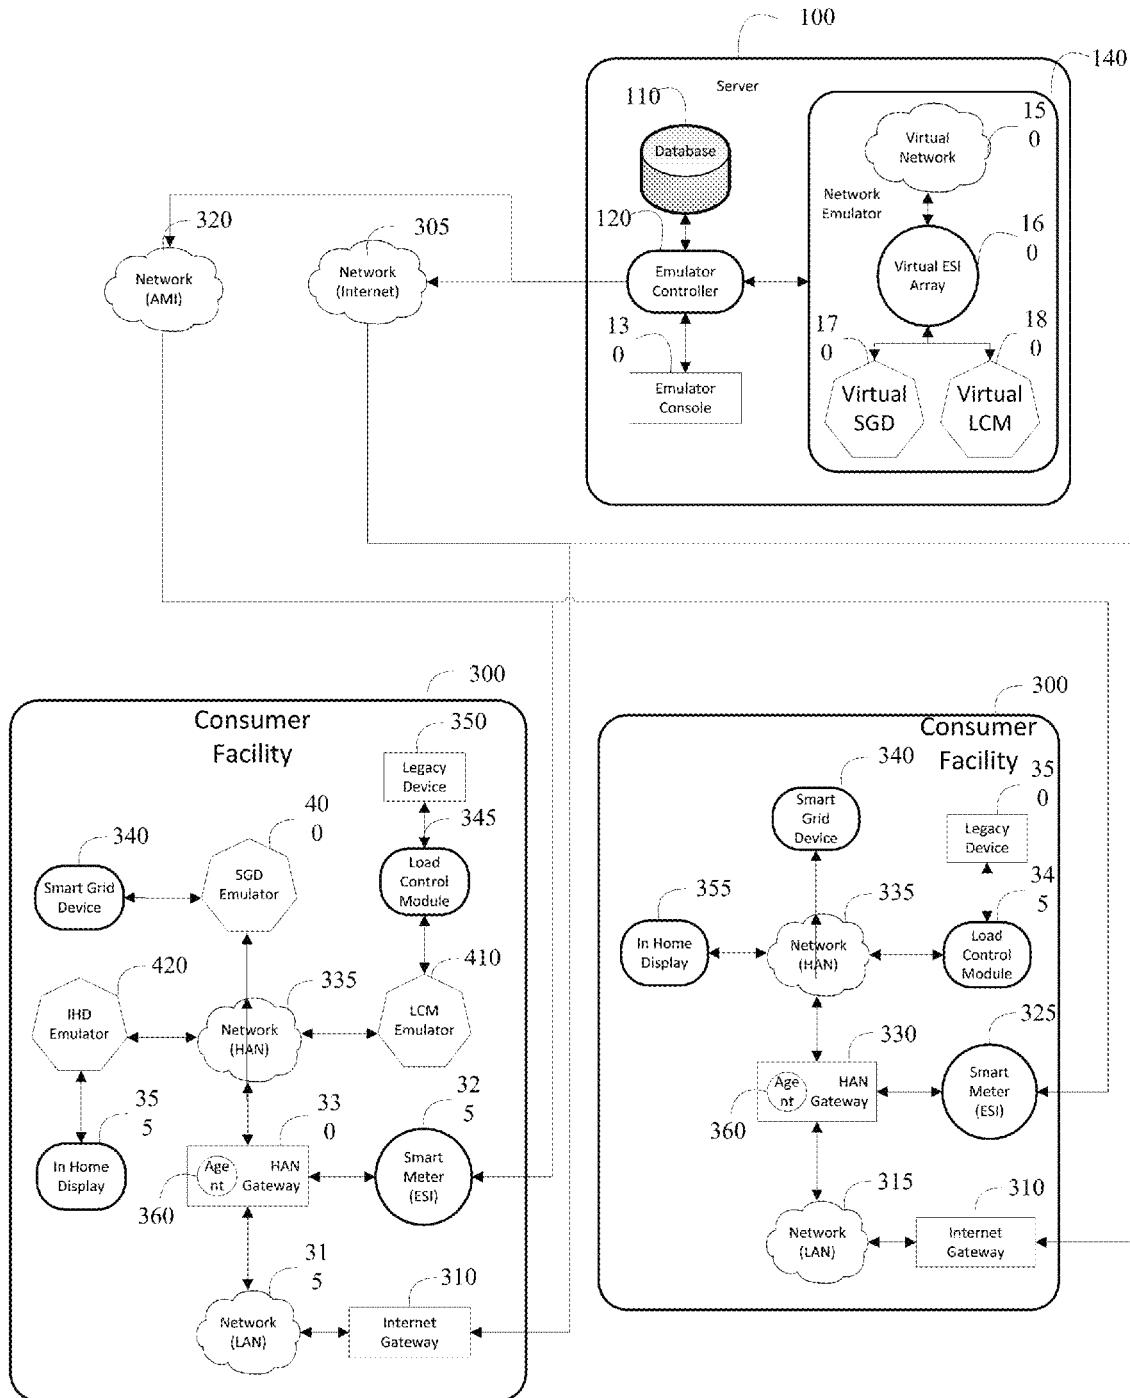 100
140
Server
110
Database
15
0
Virtual
Network
Network
Emulator
320
305
120
16
0
Network
(AMI)
Network
(Internet)
Emulator
Controller
Virtual ESI
Array
13
0
17
0
18
0
Emulator
Console
Virtual
SGD
Virtual
LCM
300
Consumer
Facility
350
Legacy
Device
40
0
345
340
SGD
Emulator
Load
Control
Module
Smart Grid
Device
420
335
410
IHD
Emulator
Network
(HAN)
LCM
Emulator
35
5
33
0
32
5
In Home
Display
Age
nt
HAN
Gateway
Smart
Meter
(ESI)
360
31
5
310
Network
(LAN)
Internet
Gateway
300
Consumer
Facility
340
35
0
Smart
Grid
Device
Legacy
Device
355
335
34
5
In Home
Display
Network
(HAN)
Load
Control
Module
330
325
Age
nt
HAN
Gateway
Smart
Meter
(ESI)
360
315
310
Network
(LAN)
Internet
Gateway